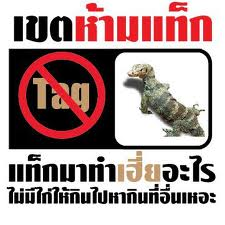 เขตห้ามแท็ก
Tag
แท็กมาทำเฮี่ยอะไร
ไม่มีไก่ให้กินไปหากินที่อื่นเหอะ